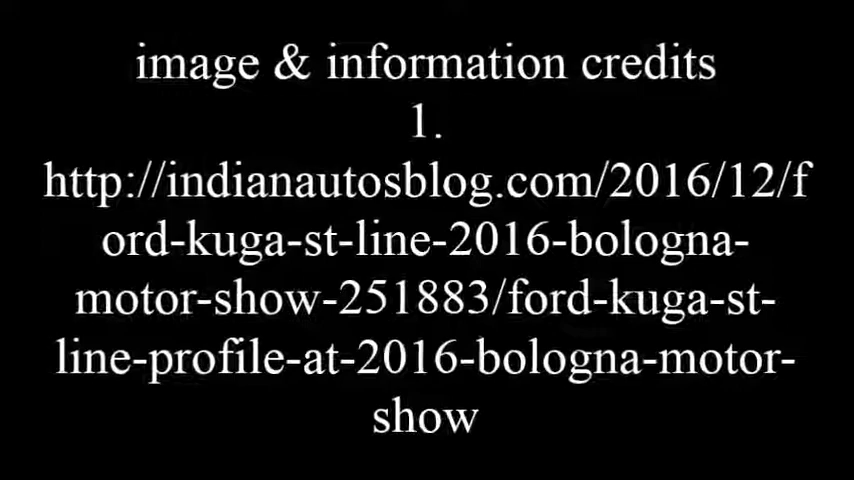 image & information credits
1.
http://indianautosblog.com/2016/12/f
ord-kuga-st-line-2016-bologna-
motor-show-251883/ford-kuga-st-
line-profile-at-2016-bologna-motor-
show